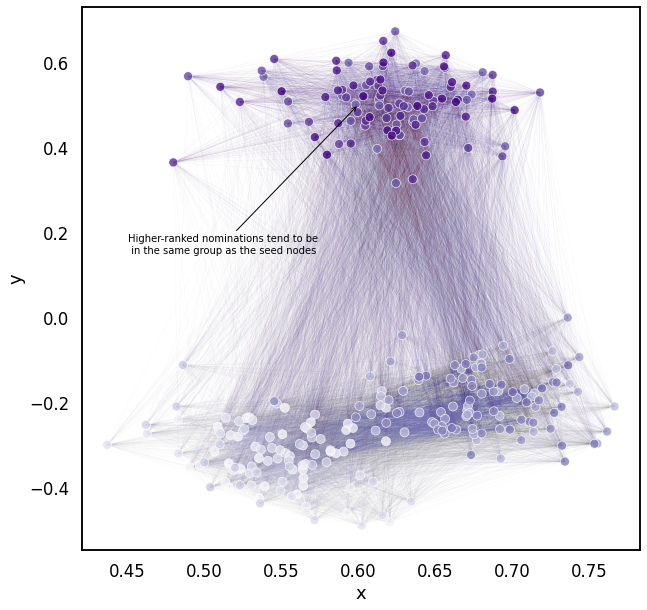 0.6
0.4
0.2
0.0
−0.2
−0.4
y
Higher-ranked nominations tend to be
in the same group as the seed nodes
0.45 0.50 0.55 0.60 0.65 0.70 0.75
x